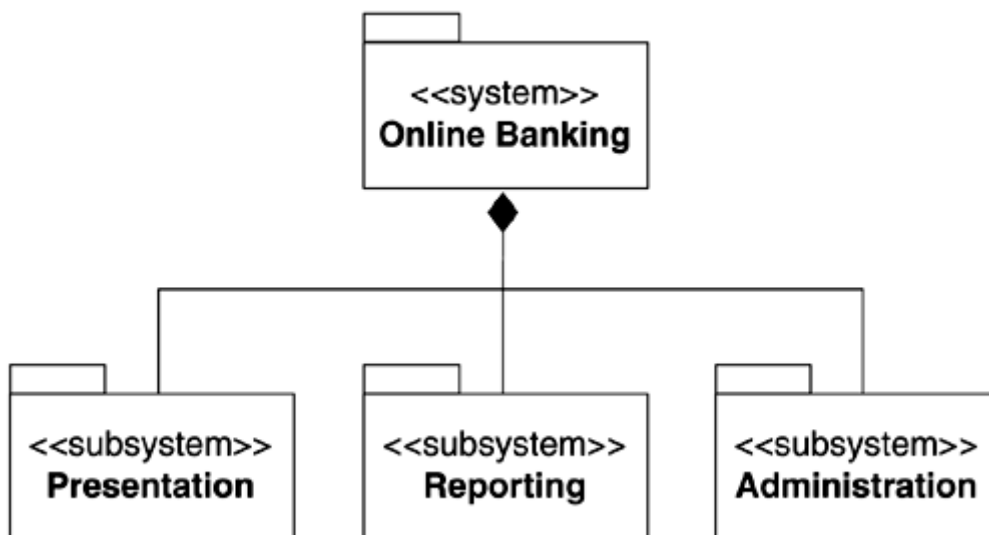 <<system>>
Online Banking
<<subsystem>>
Presentation
<<subsystem>>
Reporting
<<subsystem>>
Administration